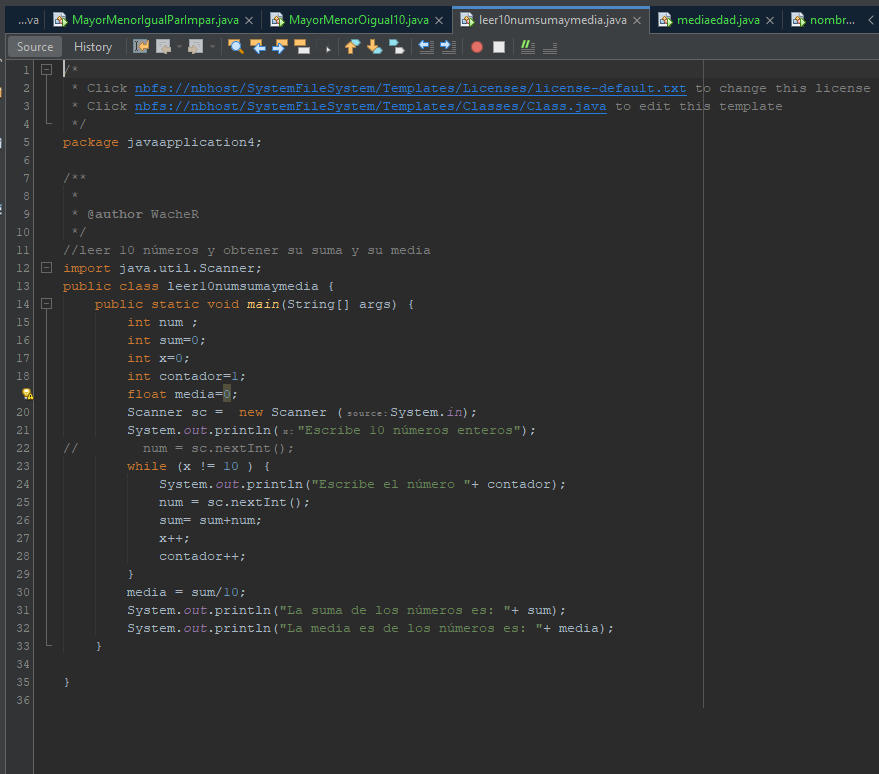 ...va MayorMenorIgualParImpar.java MayorMenorOigual10.java leer10numsumaymedia.java mediaedad.java nombr...
Source History
1 /*
2 * Click nbfs://nbhost/SystemFileSystem/Templates/Licenses/license-default.txt to change this license
3 * Click nbfs://nbhost/SystemFileSystem/Templates/Classes/Class.java to edit this template
4 */
5 package javaapplication4;
6
7 /**
8 *
9 * @author WacheR
10 */
11 //leer 10 números y obtener su suma y su media
12 import java.util.Scanner;
13 public class leer10numsumaymedia {
14 public static void main(String[] args) {
15 int num ;
16 int sum=0;
17 int x=0;
18 int contador=1;
float media=0;
20 Scanner sc =  new Scanner (source:System.in);
21 System.out.println(x:"Escribe 10 números enteros");
22 // num = sc.nextInt();
23 while (x != 10 ) {
24 System.out.println("Escribe el número "+ contador);
25 num = sc.nextInt();
26 sum= sum+num;
27 x++;
28 contador++;
29 }
30 media = sum/10;
31 System.out.println("La suma de los números es: "+ sum);
32 System.out.println("La media es de los números es: "+ media);
33 }
34
35 }
36